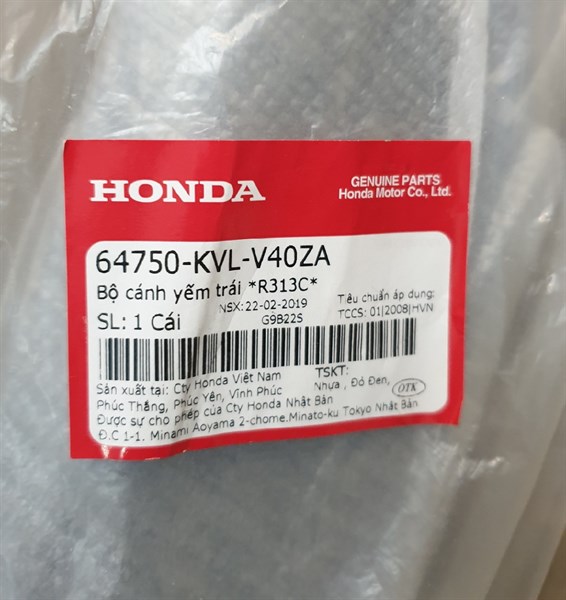 HONDA
GENUINE PARTS
Honda Motor Co., Ltd.
64750-KVL-V40ZA
Bộ cánh yếm trái *R313C*
NSX:22-02-2019
Tiêu chuẩn áp dụng:
SL: 1 Cái
G9B22S
TCCS: 01|2008|HVN
Sản xuất tại: Cty Honda Việt Nam
TSKT:
Phúc Thắng, Phúc Yên, Vĩnh Phúc
Nhựa , Đỏ Đen,
OTK
Được sự cho phép của Cty Honda Nhật Bản
Đ.C 1-1. Minami Aoyama 2-chome.Minato-ku Tokyo Nhật Bản